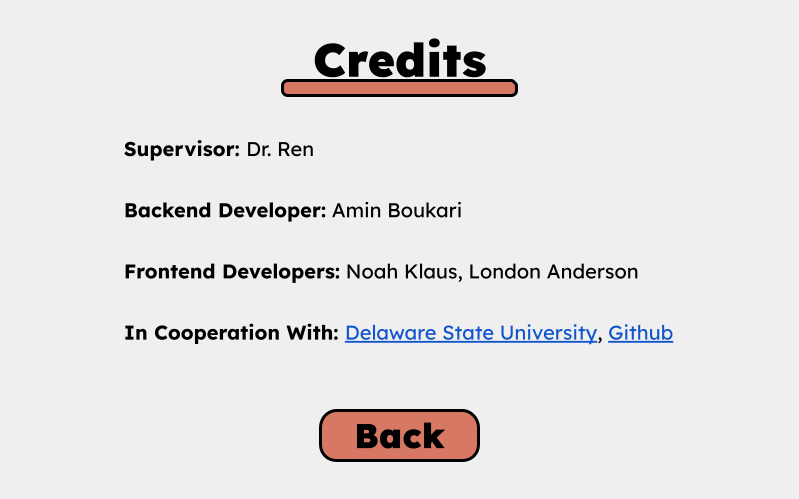 Credits
Supervisor: Dr. Ren
Backend Developer: Amin Boukari
Frontend Developers: Noah Klaus, London Anderson
In Cooperation With: Delaware State University, Github
Back